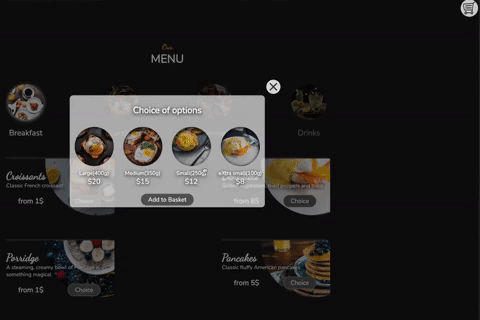 Our
MENU
Breakfast
Drinks
Choice of options
Large(400g)
$20
Medium(350g)
$15
Small(250g)
$12
eXtra small(100g)
$8
Add to Basket
Croissants
Classic French croissant
from 1$
from 8$
Choice
Porridge
A steaming, creamy bowl of
something magical
from 1$
Choice
Pancakes
Classic fluffy American pancakes
from 5$
Choice